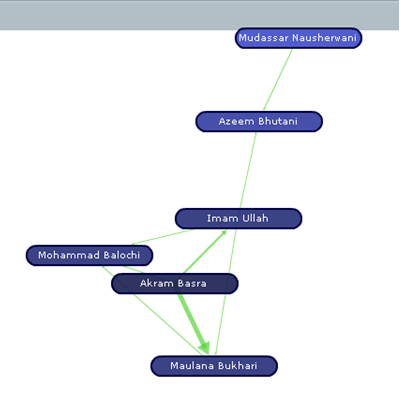 Mudassar Nausherwani
Azeem Bhutani
Imam Ullah
Mohammad Balochi
Akram Basra
Maulana Bukhari